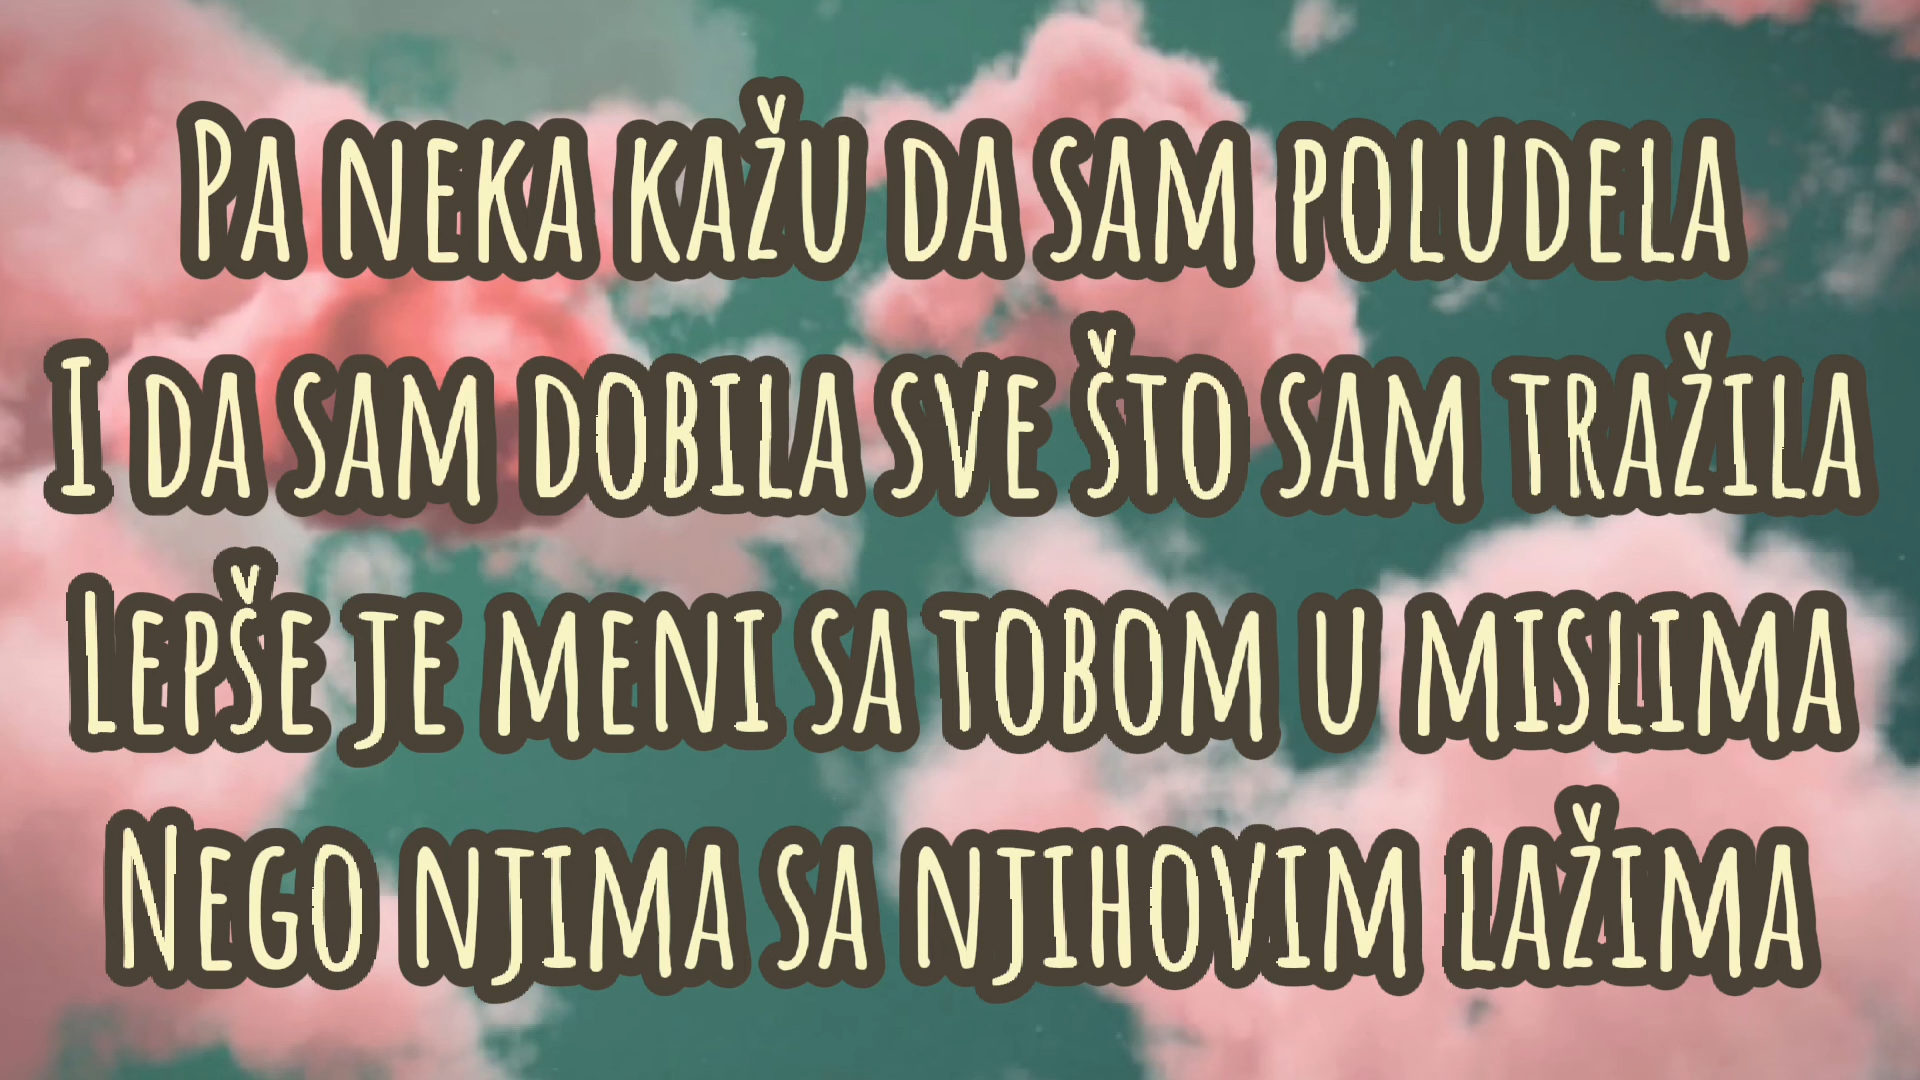 Pa neka kažu da sam poludela
I da sam dobila sve što sam tražila
Lepše je meni sa tobom u mislima
Nego njima sa njihovim lažima